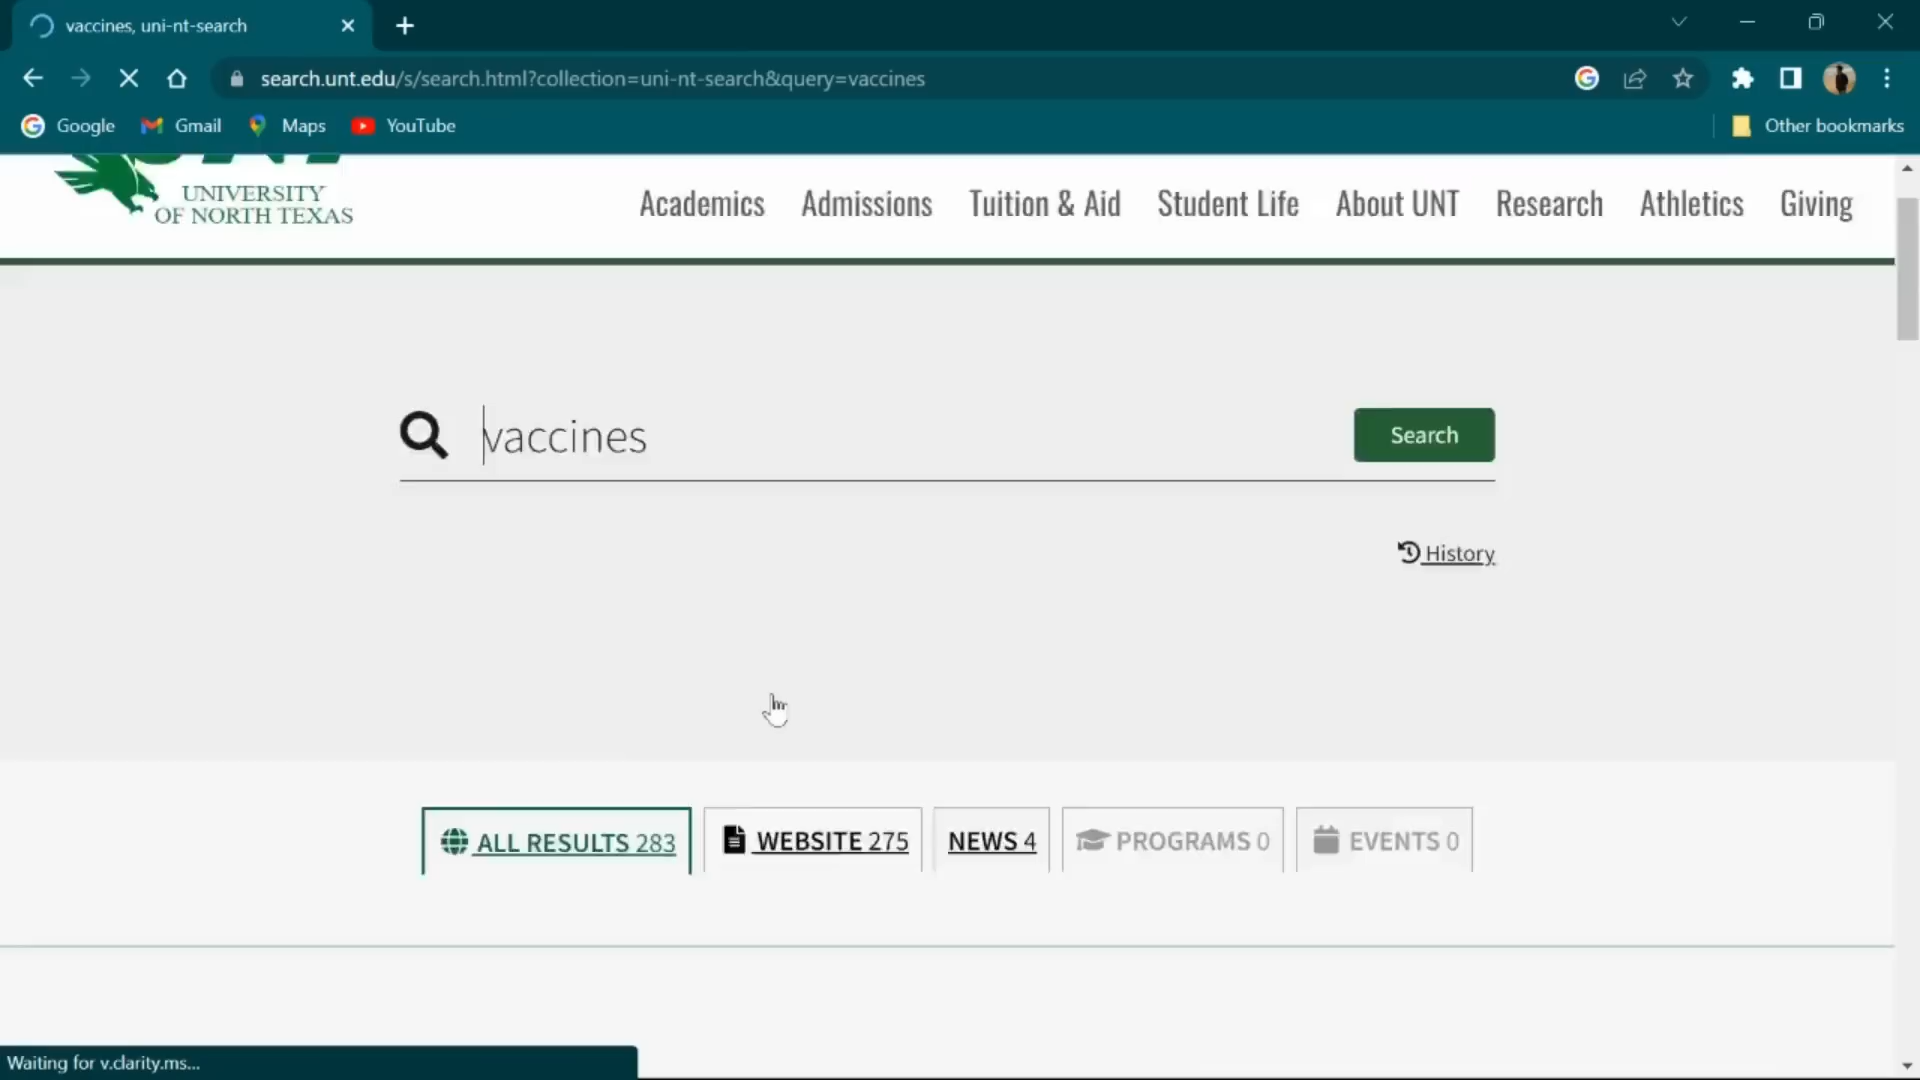 vaccines, uni-nt-search
search.unt.edu/s/search.html?collection=uni-nt-search&query=vaccines
Google Gmail Maps YouTube Other bookmarks
UNIVERSITY
OF NORTH TEXAS
Academics Admissions Tuition & Aid Student Life About UNT Research Athletics Giving
vaccines Search
History
ALL RESULTS 283 WEBSITE 275 NEWS 4 PROGRAMS 0 EVENTS 0
Waiting for v.clarity.ms...